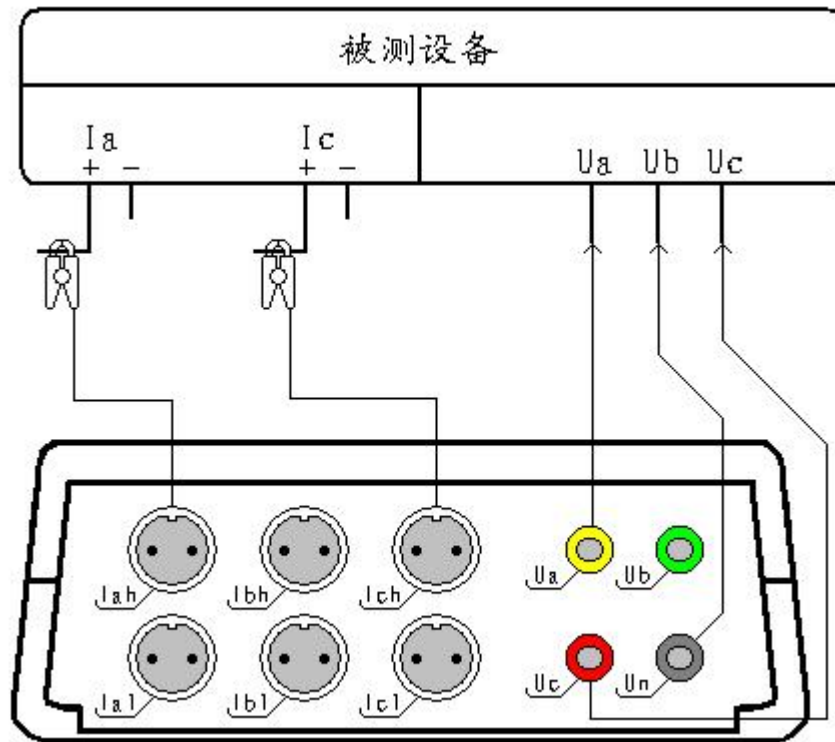 被测设备
Ia Ic
+ - + -
Ua Ub Uc
Iah Ibh Ich Ua Ub
Ial Ibl Icl Uc Un